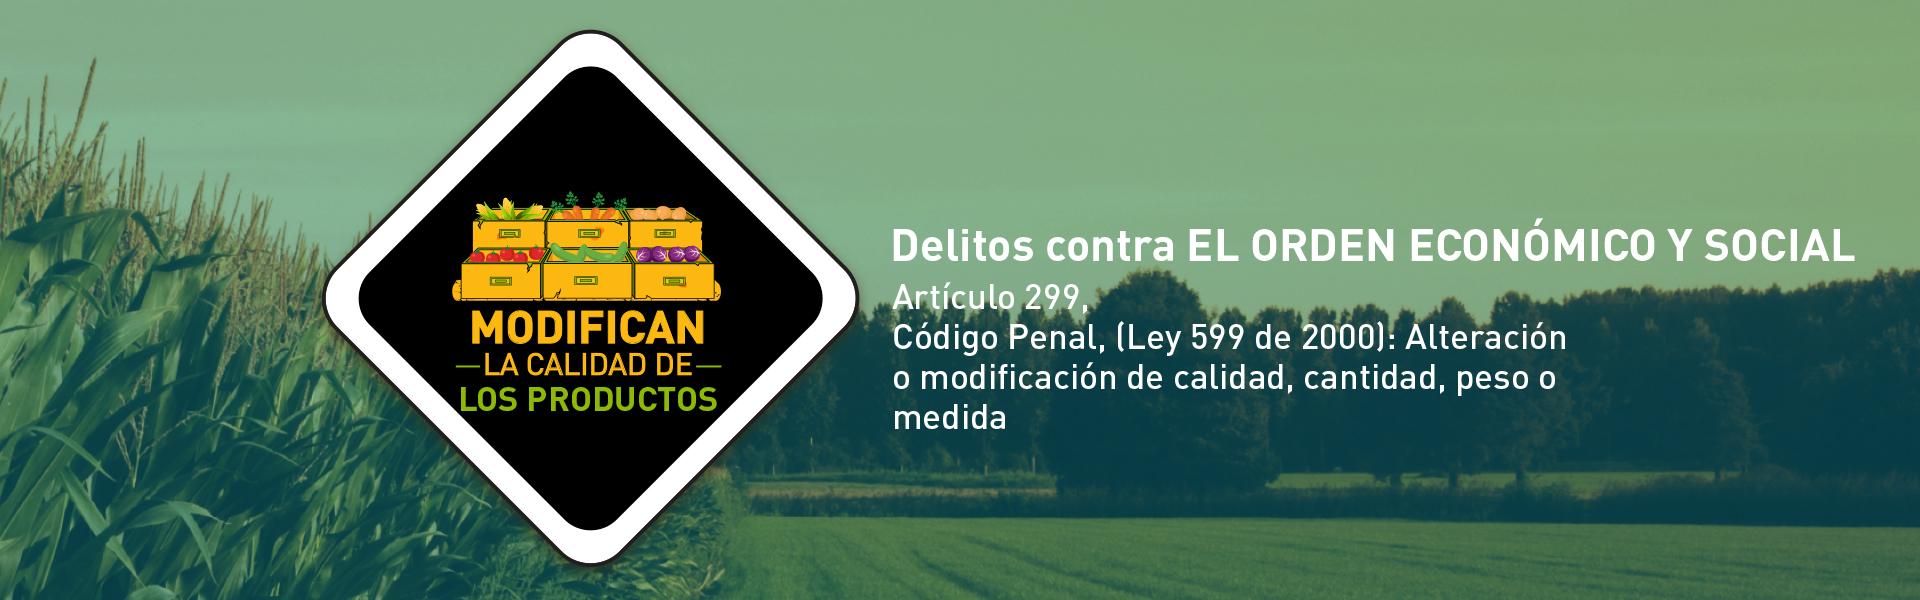 MODIFICAN
LA CALIDAD DE
LOS PRODUCTOS
Delitos contra EL ORDEN ECONÓMICO Y SOCIAL
Artículo 299,
Código Penal, (Ley 599 de 2000): Alteración
o modificación de calidad, cantidad, peso o
medida